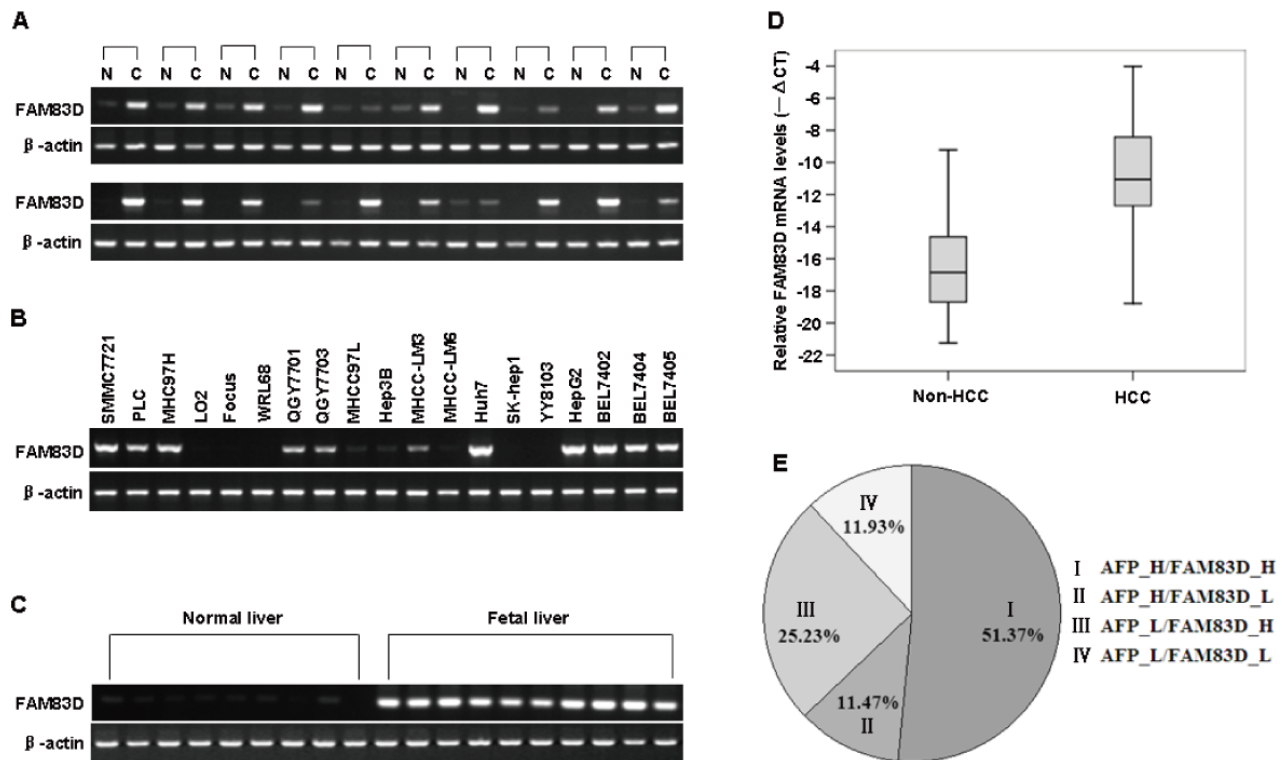 A
N C N C N C N C N C N C N C N C N C N C
FAM83D
β-actin
FAM83D
β-actin
B
SMMC7721
PLC
MHC97H
LO2
Focus
WRL68
QGY7701
QGY7703
MHCC97L
Hep3B
MHCC-LM3
MHCC-LM6
Huh7
SK-hep1
YY8103
HepG2
BEL7402
BEL7404
BEL7405
FAM83D
β-actin
C
Normal liver
Fetal liver
FAM83D
β-actin
D
Relative FAM83D mRNA levels (—ΔCT)
-4
-6
-8
-10
-12
-14
-16
-18
-20
-22
Non-HCC
HCC
E
IV
11.93%
III
25.23%
I
51.37%
11.47%
II
I AFP_H/FAM83D_H
II AFP_H/FAM83D_L
III AFP_L/FAM83D_H
IV AFP_L/FAM83D_L